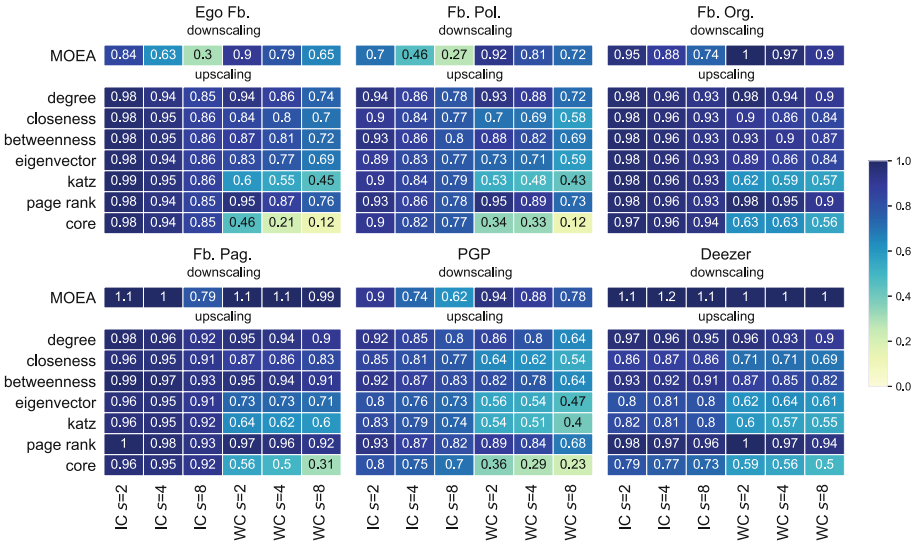 Ego Fb. Fb. Pol. Fb. Org.
downscaling downscaling downscaling
MOEA 0.84 0.63 0.3 0.9 0.79 0.65 0.7 0.46 0.27 0.92 0.81 0.72 0.95 0.88 0.74 1 0.97 0.9
upscaling upscaling upscaling
degree 0.98 0.94 0.85 0.94 0.86 0.74 0.94 0.86 0.78 0.93 0.88 0.72 0.98 0.96 0.93 0.98 0.94 0.9
closeness 0.98 0.95 0.86 0.84 0.8 0.7 0.9 0.84 0.77 0.7 0.69 0.58 0.98 0.96 0.93 0.9 0.86 0.84
betweenness 0.98 0.95 0.86 0.87 0.81 0.72 0.93 0.86 0.8 0.88 0.82 0.69 0.98 0.96 0.93 0.93 0.9 0.87
eigenvector 0.98 0.94 0.86 0.83 0.77 0.69 0.89 0.83 0.77 0.73 0.71 0.59 0.98 0.96 0.93 0.89 0.86 0.84
katz 0.99 0.95 0.86 0.6 0.55 0.45 0.9 0.84 0.79 0.53 0.48 0.43 0.98 0.96 0.93 0.62 0.59 0.57
page rank 0.98 0.94 0.85 0.95 0.87 0.76 0.93 0.86 0.78 0.95 0.89 0.73 0.98 0.96 0.93 0.98 0.95 0.9
core 0.98 0.94 0.85 0.46 0.21 0.12 0.9 0.82 0.77 0.34 0.33 0.12 0.97 0.96 0.94 0.63 0.63 0.56
Fb. Pag. PGP Deezer
downscaling downscaling downscaling
MOEA 1.1 1 0.79 1.1 1.1 0.99 0.9 0.74 0.62 0.94 0.88 0.78 1.1 1.2 1.1 1 1 1
upscaling upscaling upscaling
degree 0.98 0.96 0.92 0.95 0.94 0.9 0.92 0.85 0.8 0.86 0.8 0.64 0.97 0.95 0.95 0.96 0.93 0.9
closeness 0.96 0.95 0.91 0.87 0.86 0.83 0.85 0.81 0.77 0.64 0.62 0.54 0.86 0.87 0.86 0.71 0.71 0.69
betweenness 0.99 0.97 0.93 0.95 0.94 0.91 0.92 0.87 0.83 0.82 0.78 0.64 0.93 0.92 0.91 0.87 0.85 0.82
eigenvector 0.96 0.95 0.91 0.73 0.73 0.71 0.8 0.76 0.73 0.56 0.54 0.47 0.8 0.81 0.8 0.62 0.64 0.61
katz 0.96 0.95 0.92 0.64 0.62 0.6 0.83 0.79 0.74 0.54 0.51 0.4 0.82 0.81 0.8 0.6 0.57 0.55
page rank 1 0.98 0.93 0.97 0.96 0.92 0.93 0.87 0.82 0.89 0.84 0.68 0.98 0.97 0.96 1 0.97 0.94
core 0.96 0.95 0.92 0.56 0.5 0.31 0.8 0.75 0.7 0.36 0.29 0.23 0.79 0.77 0.73 0.59 0.56 0.5
IC s=2 IC s=4 IC s=8 WC s=2 WC s=4 WC s=8 IC s=2 IC s=4 IC s=8 WC s=2 WC s=4 WC s=8 IC s=2 IC s=4 IC s=8 WC s=2 WC s=4 WC s=8
1,0
0,8
0,6
0,4
0,2
0,0